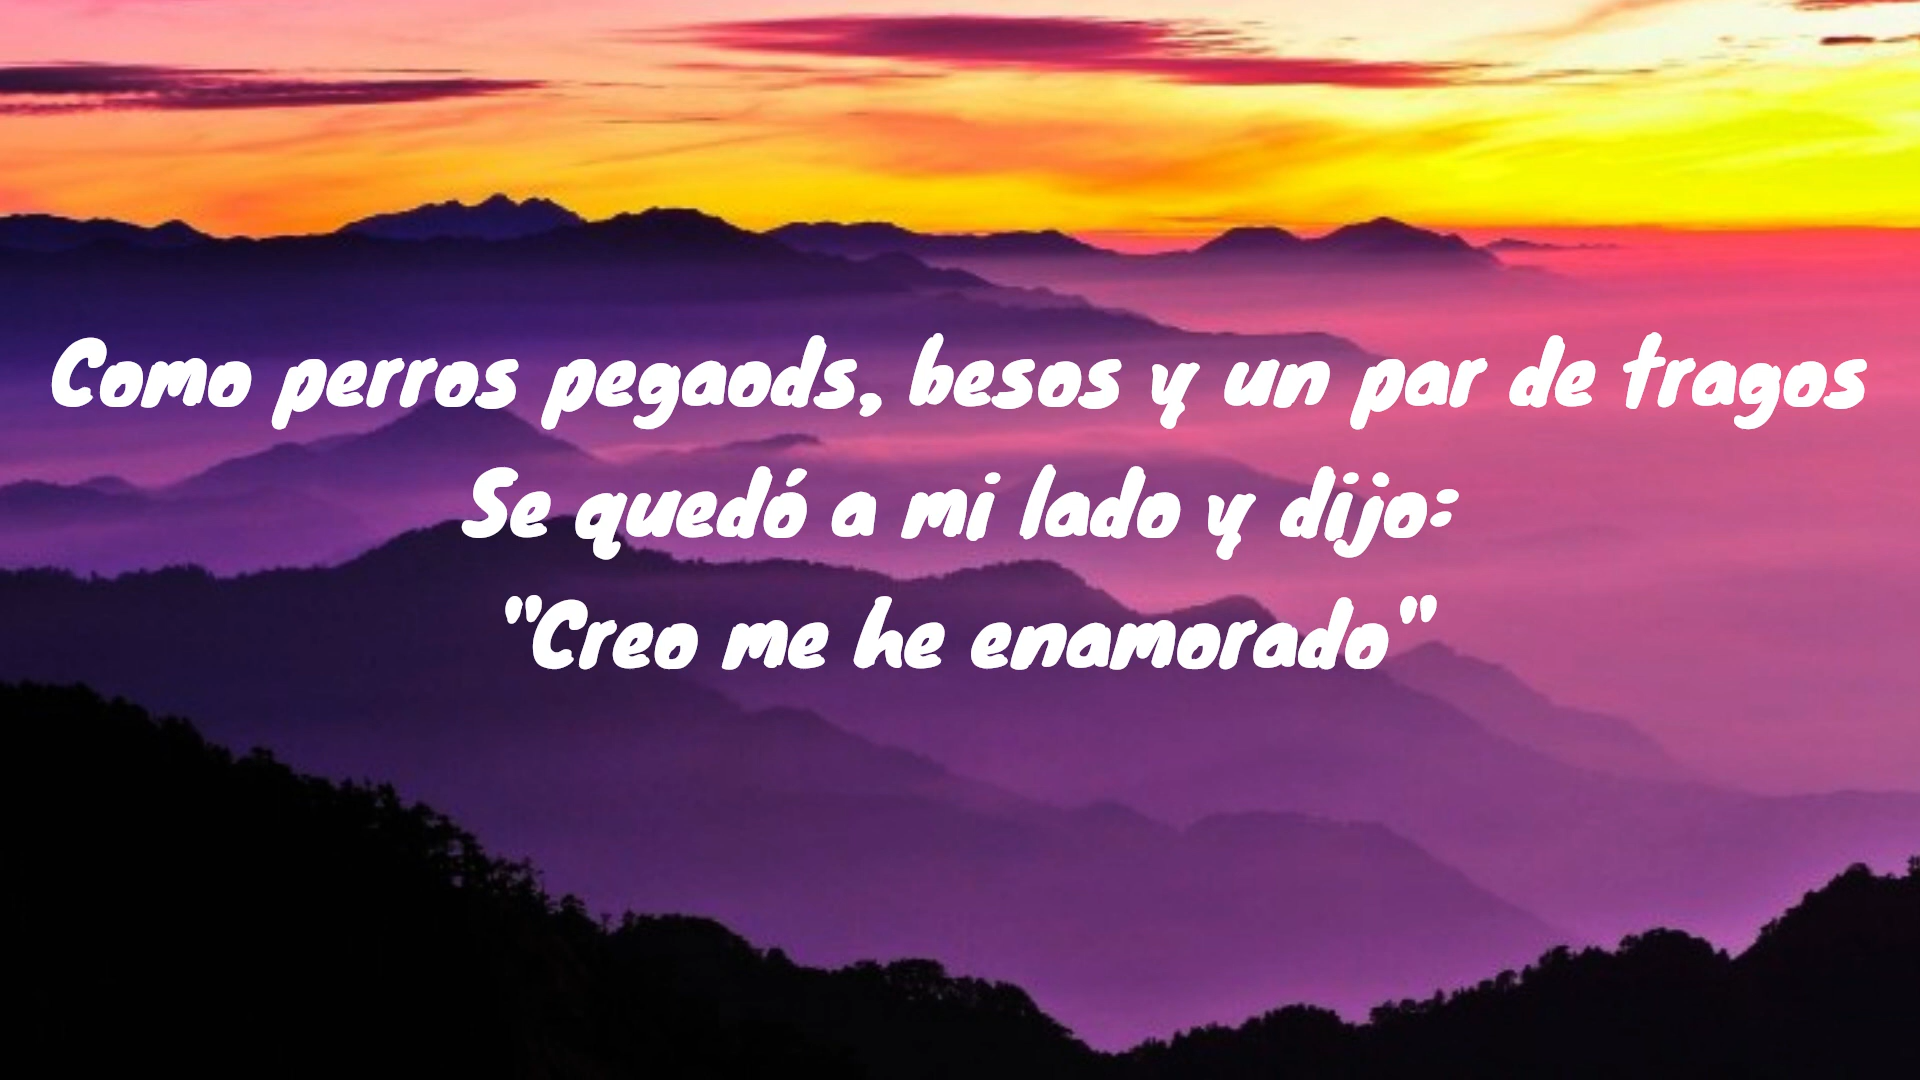 Como perros pegaods, besos y un par de tragos
Se quedó a mi lado y dijo:
"Creo me he enamorado"